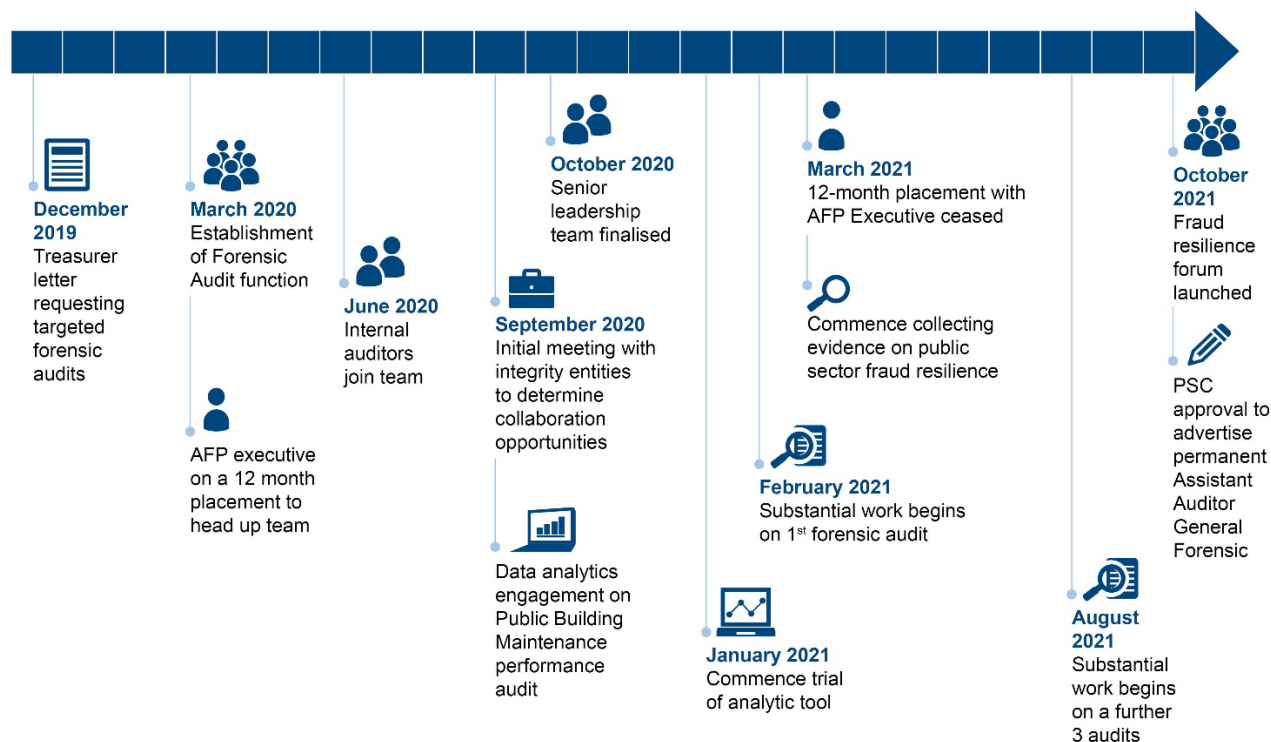 December
2019
Treasurer
letter
requesting
targeted
forensic
audits
March 2020
Establishment
of Forensic
Audit function
AFP executive
on a 12 month
placement to
head up team
June 2020
Internal
auditors
join team
September 2020
Initial meeting with
integrity entities
to determine
collaboration
opportunities
Data analytics
engagement on
Public Building
Maintenance
performance
audit
October 2020
Senior
leadership
team finalised
January 2021
Commence trial
of analytic tool
February 2021
Substantial work begins
on 1st forensic audit
March 2021
12-month placement with
AFP Executive ceased
Commence collecting
evidence on public
sector fraud resilience
August
2021
Substantial
work begins
on a further
3 audits
October
2021
Fraud
resilience
forum
launched
PSC
approval to
advertise
permanent
Assistant
Auditor
General
Forensic